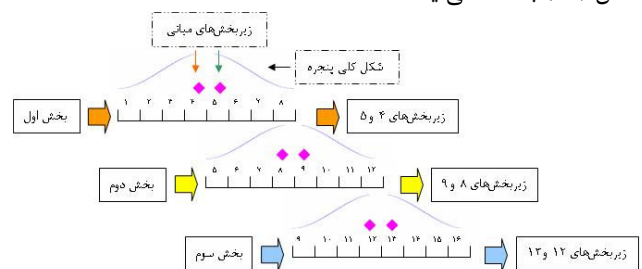 زیربخش‌های میانی
شکل کلی پنجره
۱ ۲ ۳ ۴ ۵ ۶ ۷ ۸
بخش اول
زیربخش‌های ۴ و ۵
۵ ۶ ۷ ۸ ۹ ۱۰ ۱۱ ۱۲
بخش دوم
زیربخش‌های ۸ و ۹
۹ ۱۰ ۱۱ ۱۲ ۱۳ ۱۴ ۱۵ ۱۶
بخش سوم
زیربخش‌های ۱۲ و ۱۳